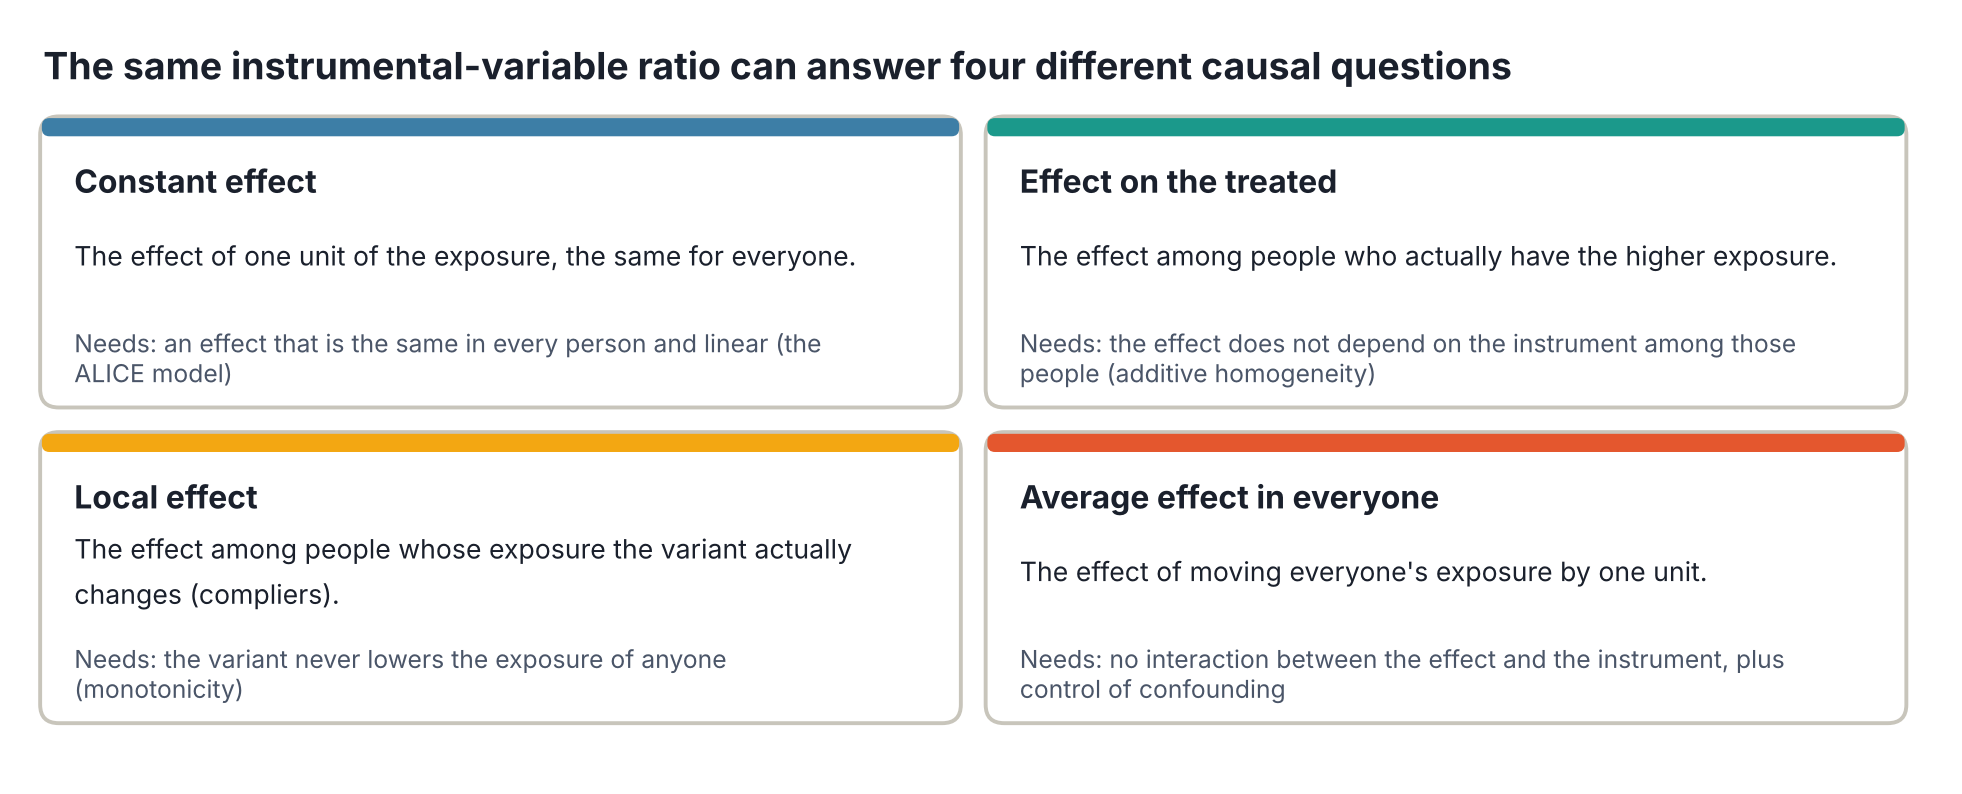 The same instrumental-variable ratio can answer four different causal questions
Constant effect
The effect of one unit of the exposure, the same for everyone.
Needs: an effect that is the same in every person and linear (the
ALICE model)
Effect on the treated
The effect among people who actually have the higher exposure.
Needs: the effect does not depend on the instrument among those
people (additive homogeneity)
Local effect
The effect among people whose exposure the variant actually
changes (compliers).
Needs: the variant never lowers the exposure of anyone
(monotonicity)
Average effect in everyone
The effect of moving everyone's exposure by one unit.
Needs: no interaction between the effect and the instrument, plus
control of confounding